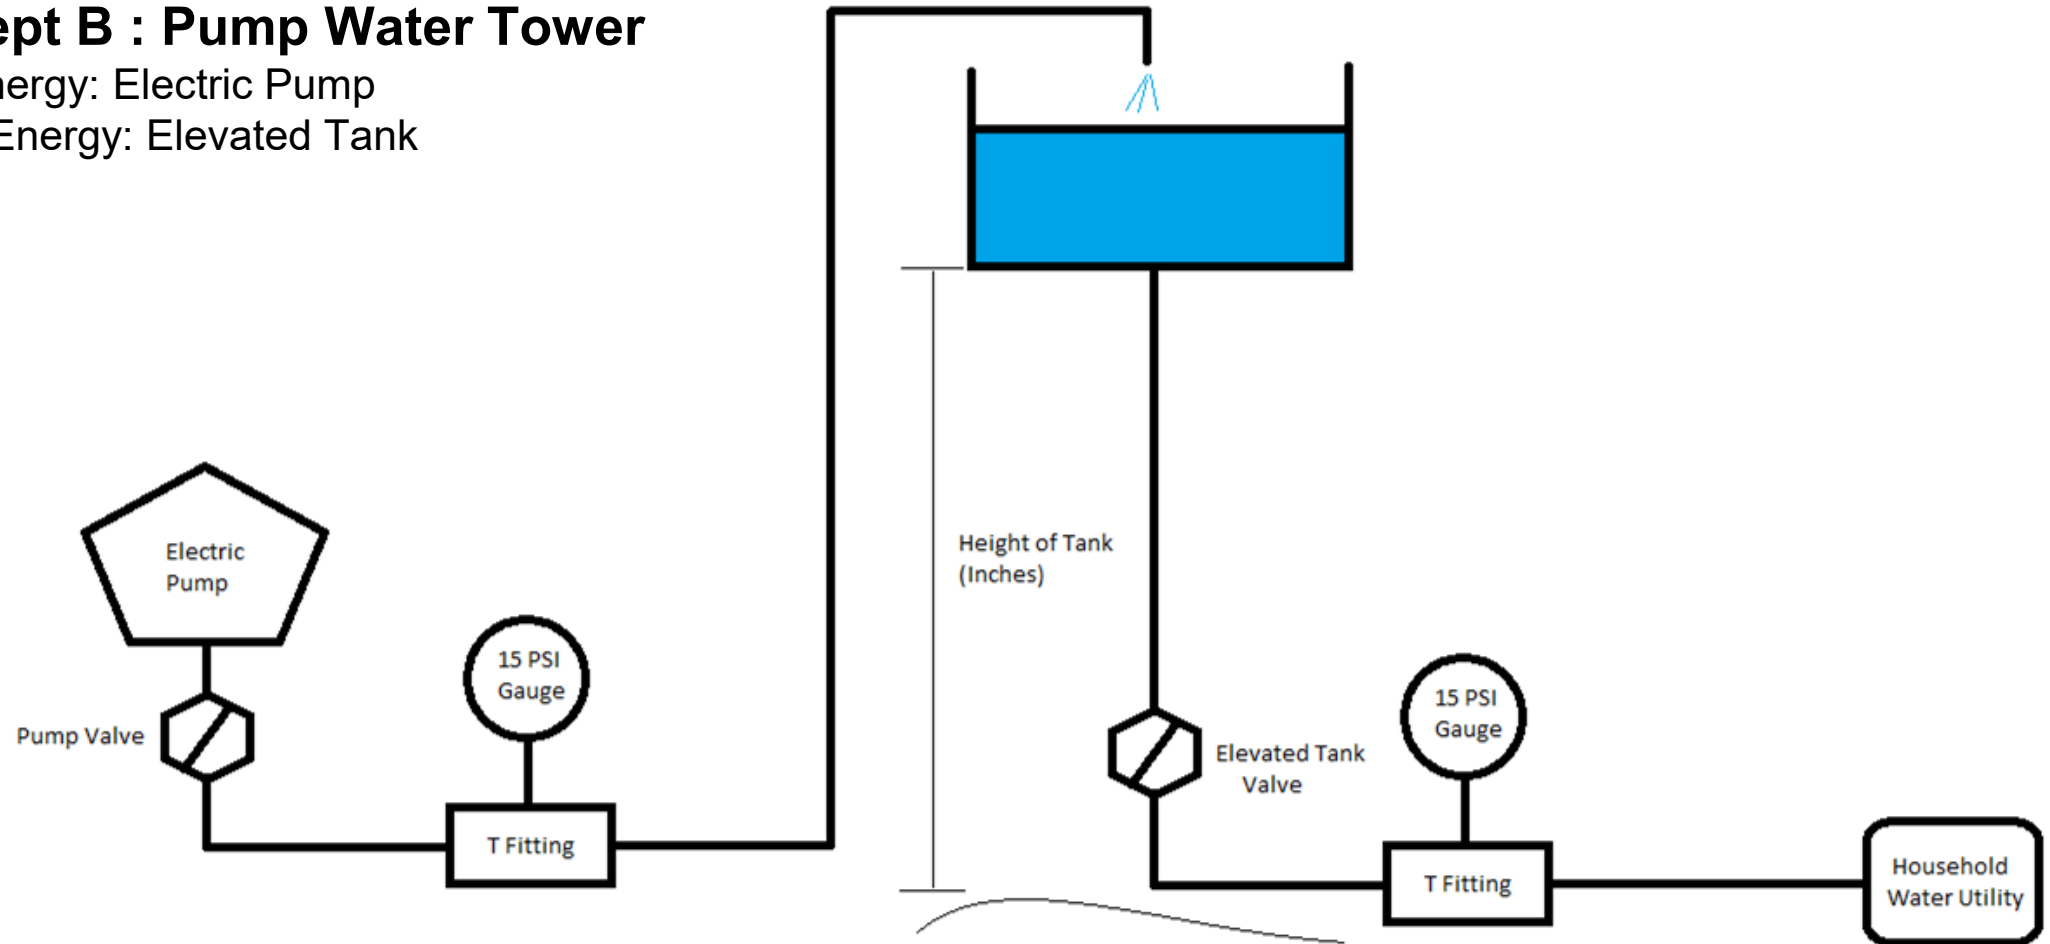 ept B : Pump Water Tower
nergy: Electric Pump
Energy: Elevated Tank
Electric
Pump
Pump Valve
15 PSI
Gauge
T Fitting
Height of Tank
(Inches)
Elevated Tank
Valve
15 PSI
Gauge
T Fitting
Household
Water Utility